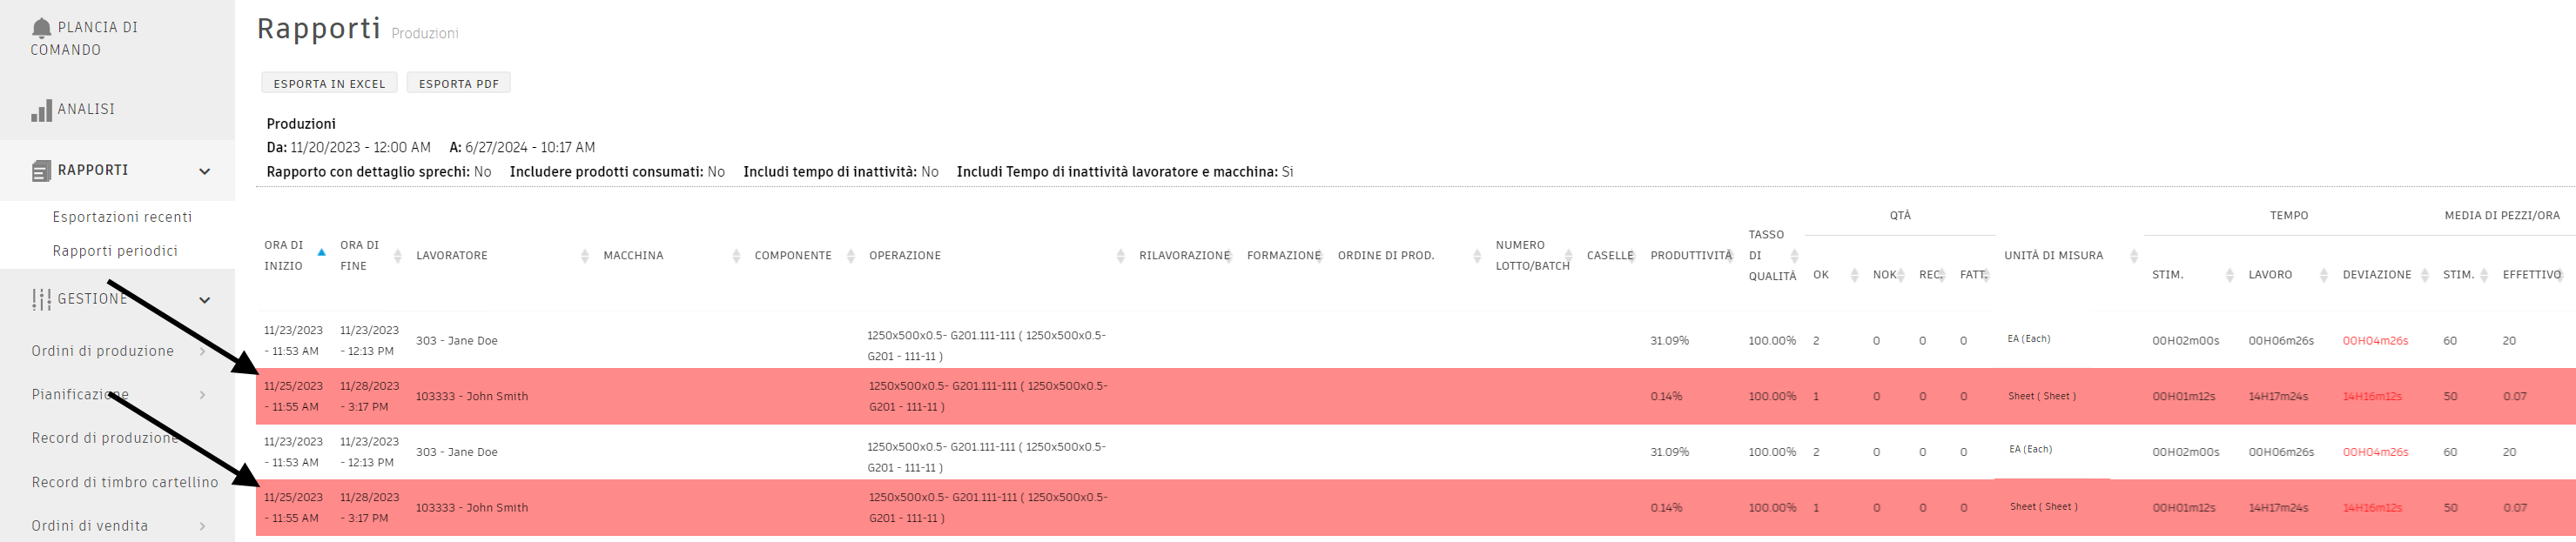 PLANCIA DI
COMANDO
ANALISI
RAPPORTI
Esportazioni recenti
Rapporti periodici
GESTIONE
Ordini di produzione
Pianificazione
Record di produzione
Record di timbro cartellino
Ordini di vendita
Rapporti Produzioni
ESPORTA IN EXCEL ESPORTA PDF
Produzioni
Da: 11/20/2023 - 12:00 AM A: 6/27/2024 - 10:17 AM
Rapporto con dettaglio sprechi: No Includere prodotti consumati: No Includi tempo di inattività: No Includi Tempo di inattività lavoratore e macchina: Si
QTÀ TEMPO MEDIA DI PEZZI/ORA
ORA DI INIZIO ORA DI FINE LAVORATORE MACCHINA COMPONENTE OPERAZIONE RILAVORAZIONE FORMAZIONE ORDINE DI PROD. NUMERO LOTTO/BATCH CASELLE PRODUTTIVITÀ TASSO DI QUALITÀ OK NOK REC. FATT. UNITÀ DI MISURA STIM. LAVORO DEVIAZIONE STIM. EFFETTIVO
11/23/2023 - 11:53 AM 11/23/2023 - 12:13 PM 303 - Jane Doe 1250x500x0.5- G201.111-111 ( 1250x500x0.5- G201 - 111-11 ) 31.09% 100.00% 2 0 0 0 EA (Each) 00H02m00s 00H06m26s 00H04m26s 60 20
11/25/2023 - 11:55 AM 11/28/2023 - 3:17 PM 103333 - John Smith 1250x500x0.5- G201.111-111 ( 1250x500x0.5- G201 - 111-11 ) 0.14% 100.00% 1 0 0 0 Sheet ( Sheet ) 00H01m12s 14H17m24s 14H16m12s 50 0.07
11/23/2023 - 11:53 AM 11/23/2023 - 12:13 PM 303 - Jane Doe 1250x500x0.5- G201.111-111 ( 1250x500x0.5- G201 - 111-11 ) 31.09% 100.00% 2 0 0 0 EA (Each) 00H02m00s 00H06m26s 00H04m26s 60 20
11/25/2023 - 11:55 AM 11/28/2023 - 3:17 PM 103333 - John Smith 1250x500x0.5- G201.111-111 ( 1250x500x0.5- G201 - 111-11 ) 0.14% 100.00% 1 0 0 0 Sheet ( Sheet ) 00H01m12s 14H17m24s 14H16m12s 50 0.07